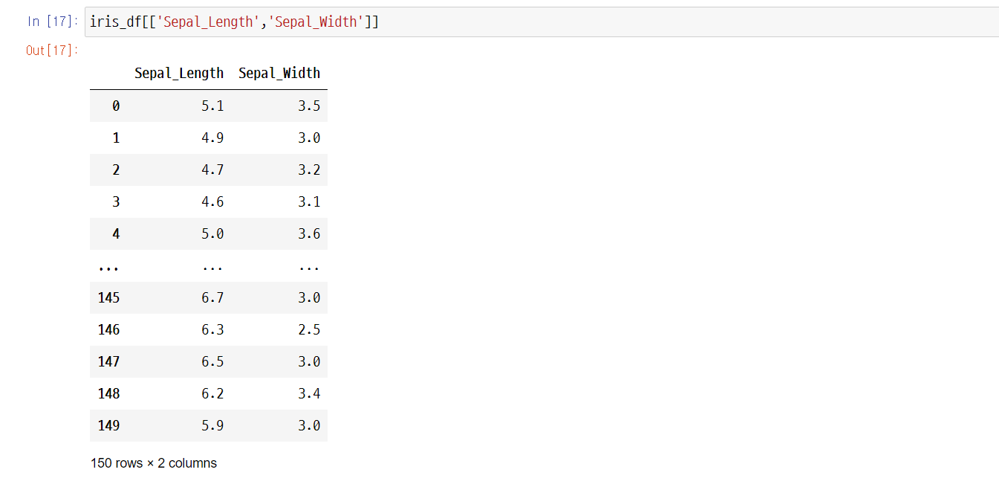 In [17]: iris_df[['Sepal_Length','Sepal_Width']]
Out[17]:
Sepal_Length Sepal_Width
0 5.1 3.5
1 4.9 3.0
2 4.7 3.2
3 4.6 3.1
4 5.0 3.6
... ... ...
145 6.7 3.0
146 6.3 2.5
147 6.5 3.0
148 6.2 3.4
149 5.9 3.0
150 rows × 2 columns